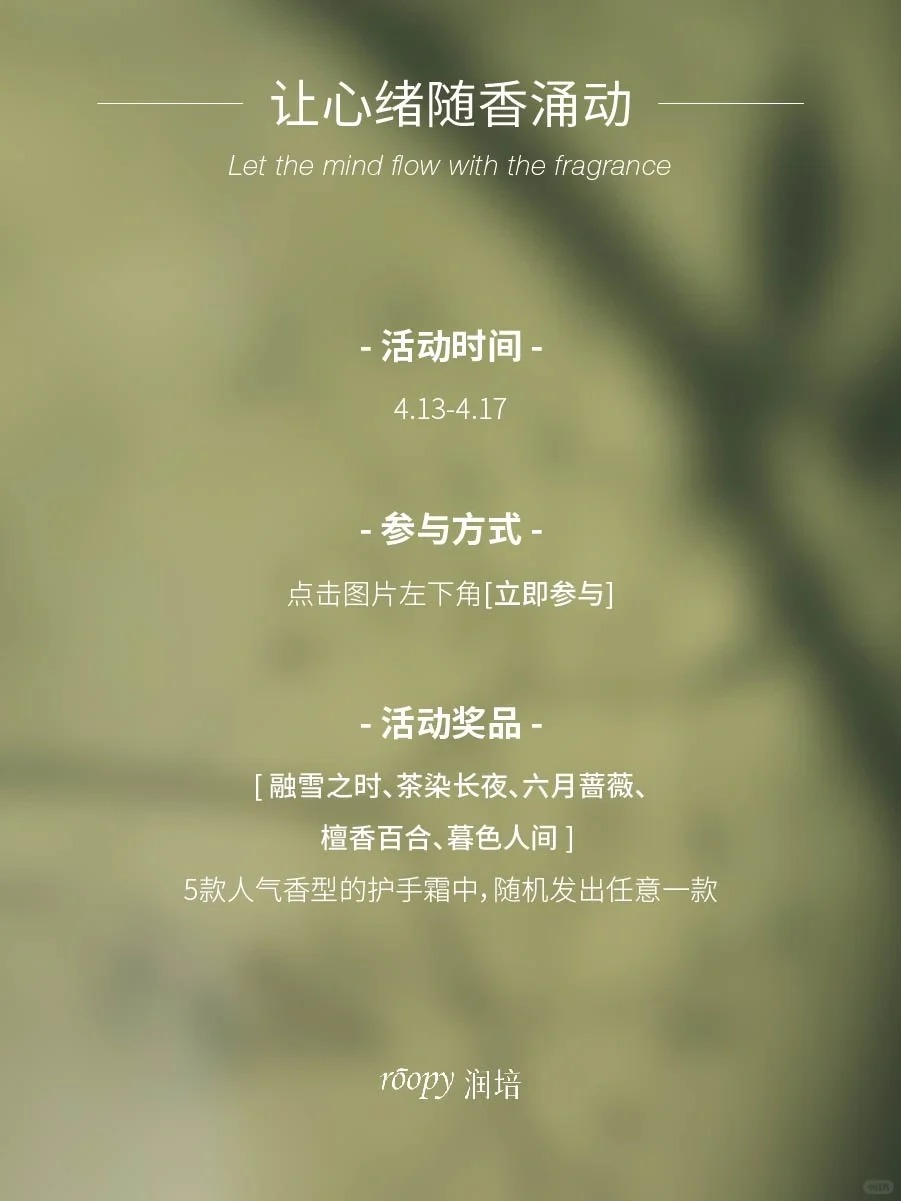 让心绪随香涌动
Let the mind flow with the fragrance
- 活动时间 -
4.13-4.17
- 参与方式 -
点击图片左下角[立即参与]
- 活动奖品 -
[ 融雪之时、茶染长夜、六月蔷薇、
檀香百合、暮色人间 ]
5款人气香型的护手霜中，随机发出任意一款
rōopy 润培